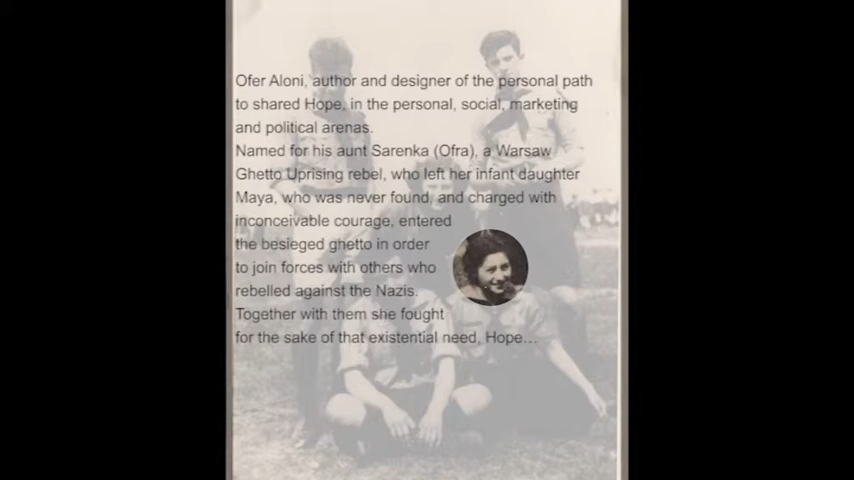 Ofer Aloni, author and designer of the personal path
to shared Hope, in the personal, social, marketing
and political arenas.
Named for his aunt Sarenka (Ofra), a Warsaw
Ghetto Uprising rebel, who left her infant daughter
Maya, who was never found, and charged with
inconceivable courage, entered
the besieged ghetto in order
to join forces with others who
rebelled against the Nazis.
Together with them she fought
for the sake of that existential need, Hope...